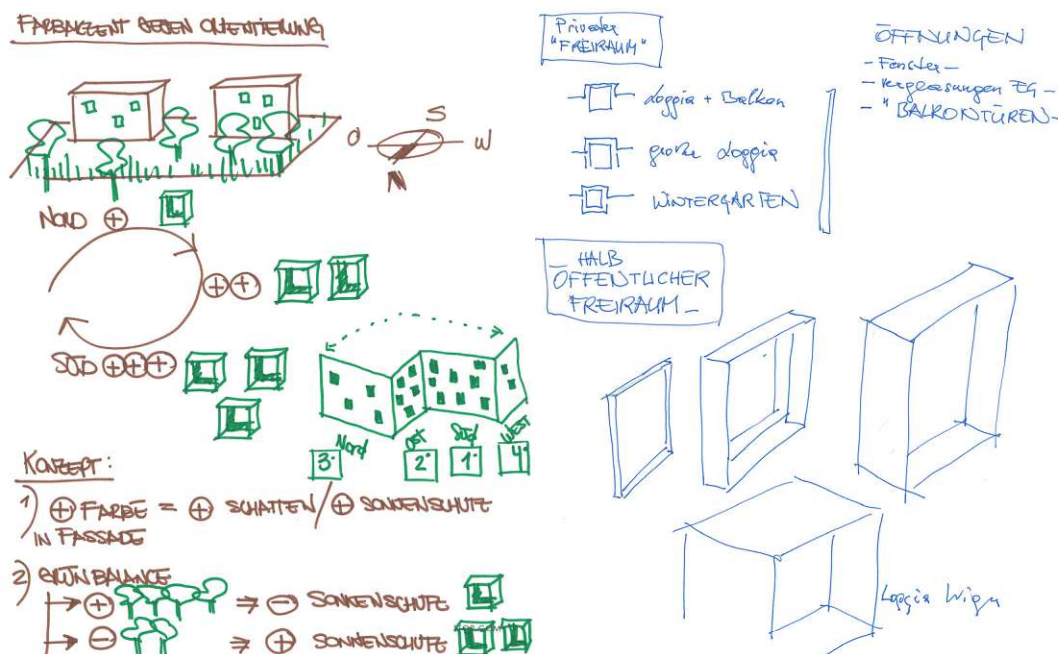 FARBAKZENT GEGEN ORIENTIERUNG
S
O
W
N
NORD +
++
SÜD +++
Nord
OST
SÜD
WEST
3.
2.
1.
4.
KONZEPT:
1) + FARBE = + SCHATTEN / + SONNENSCHUTZ
IN FASSADE
2) GRÜNBALANCE
→ + ⇒ - SONNENSCHUTZ
→ - ⇒ + SONNENSCHUTZ
Privater
"FREIRAUM"
Loggia + Balkon
große Loggia
WINTERGARTEN
ÖFFNUNGEN
- Fenster -
- Verglasungen EG -
- "BALKONTÜREN -
_ HALB
ÖFFENTLICHER
FREIRAUM _
Loggia